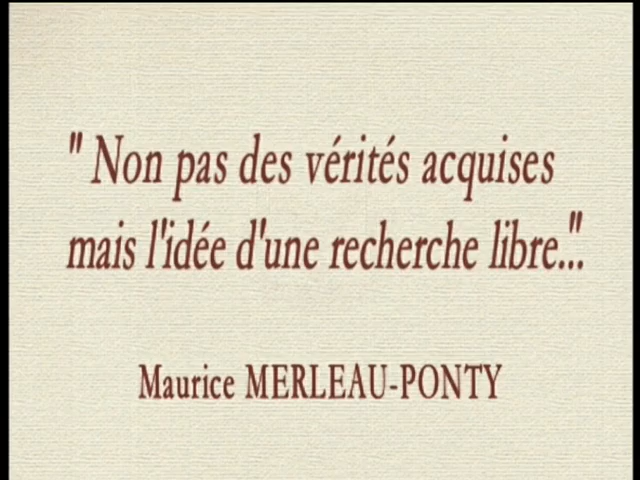 " Non pas des vérités acquises
mais l'idée d'une recherche libre..."
Maurice MERLEAU-PONTY